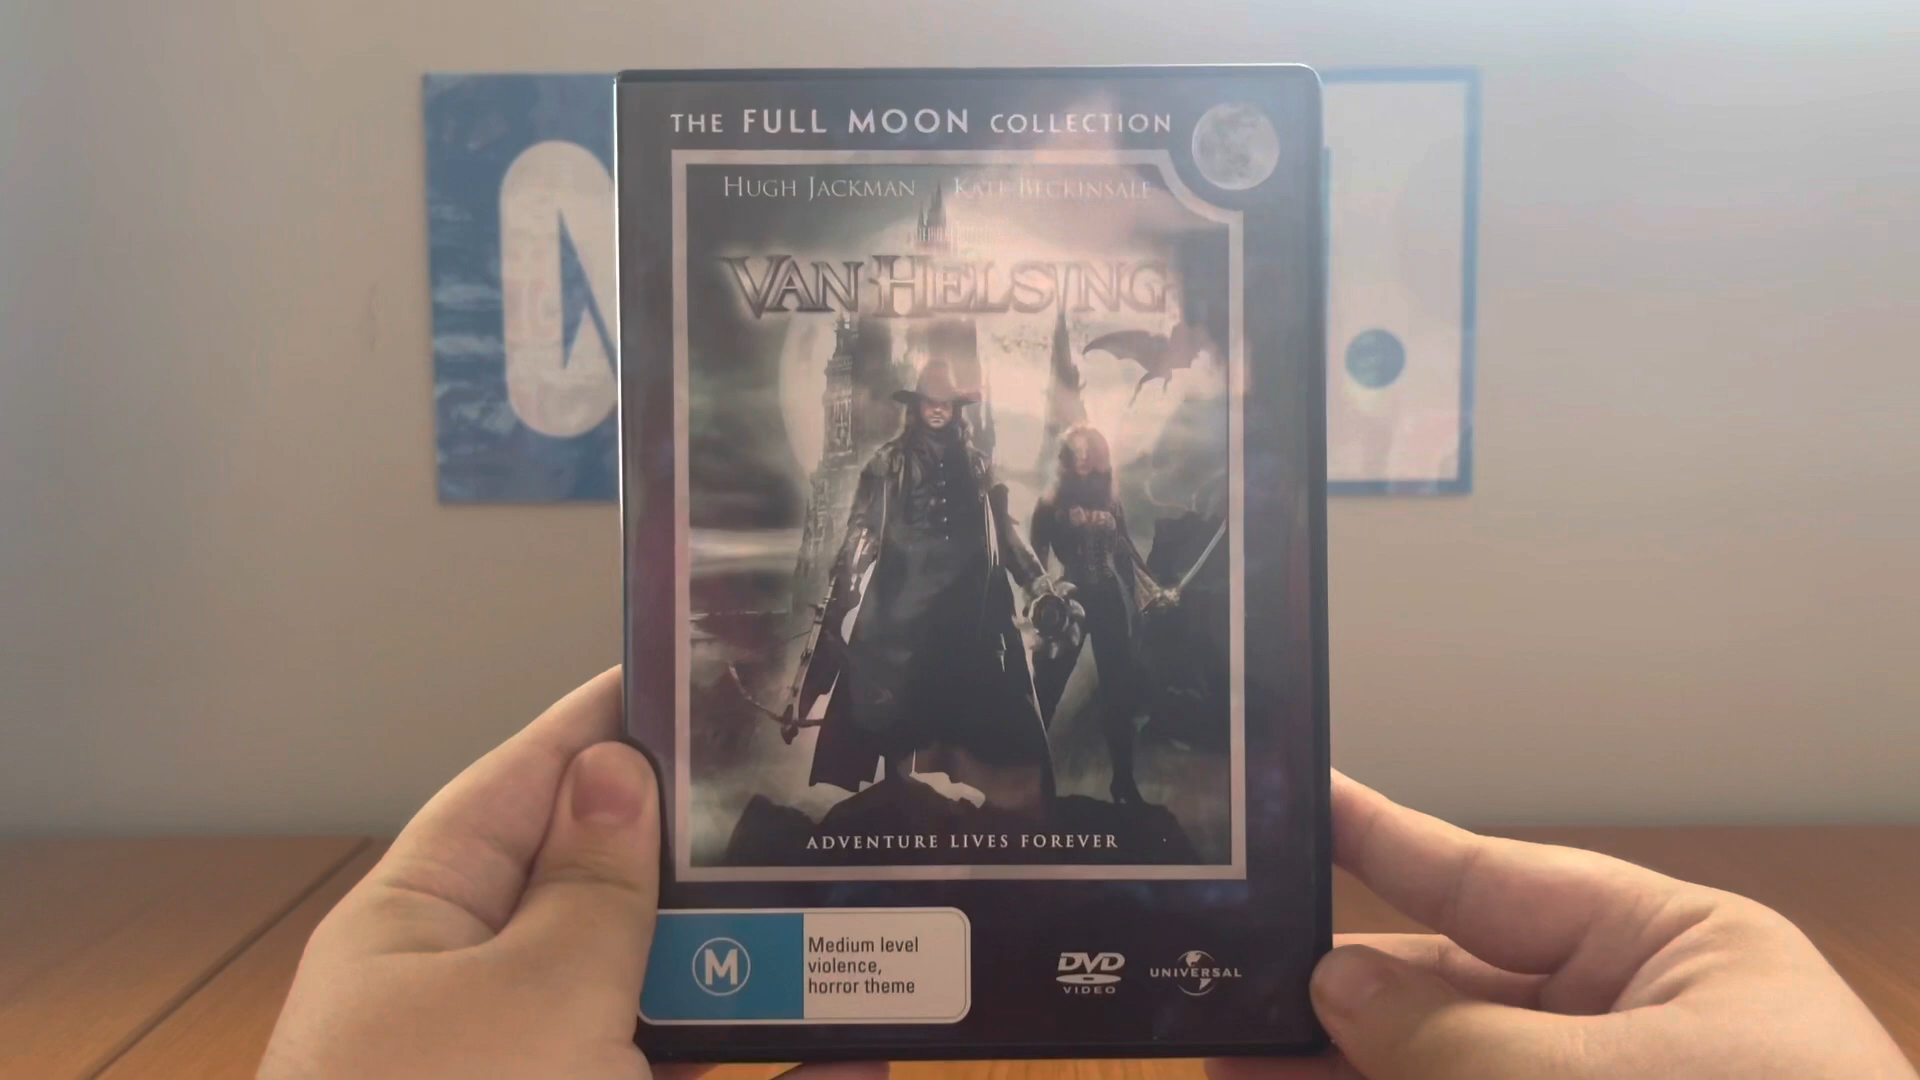 THE FULL MOON COLLECTION
HUGH JACKMAN KATE BECKINSALE
VAN HELSING
ADVENTURE LIVES FOREVER
M
Medium level
violence,
horror theme
DVD
VIDEO
UNIVERSAL